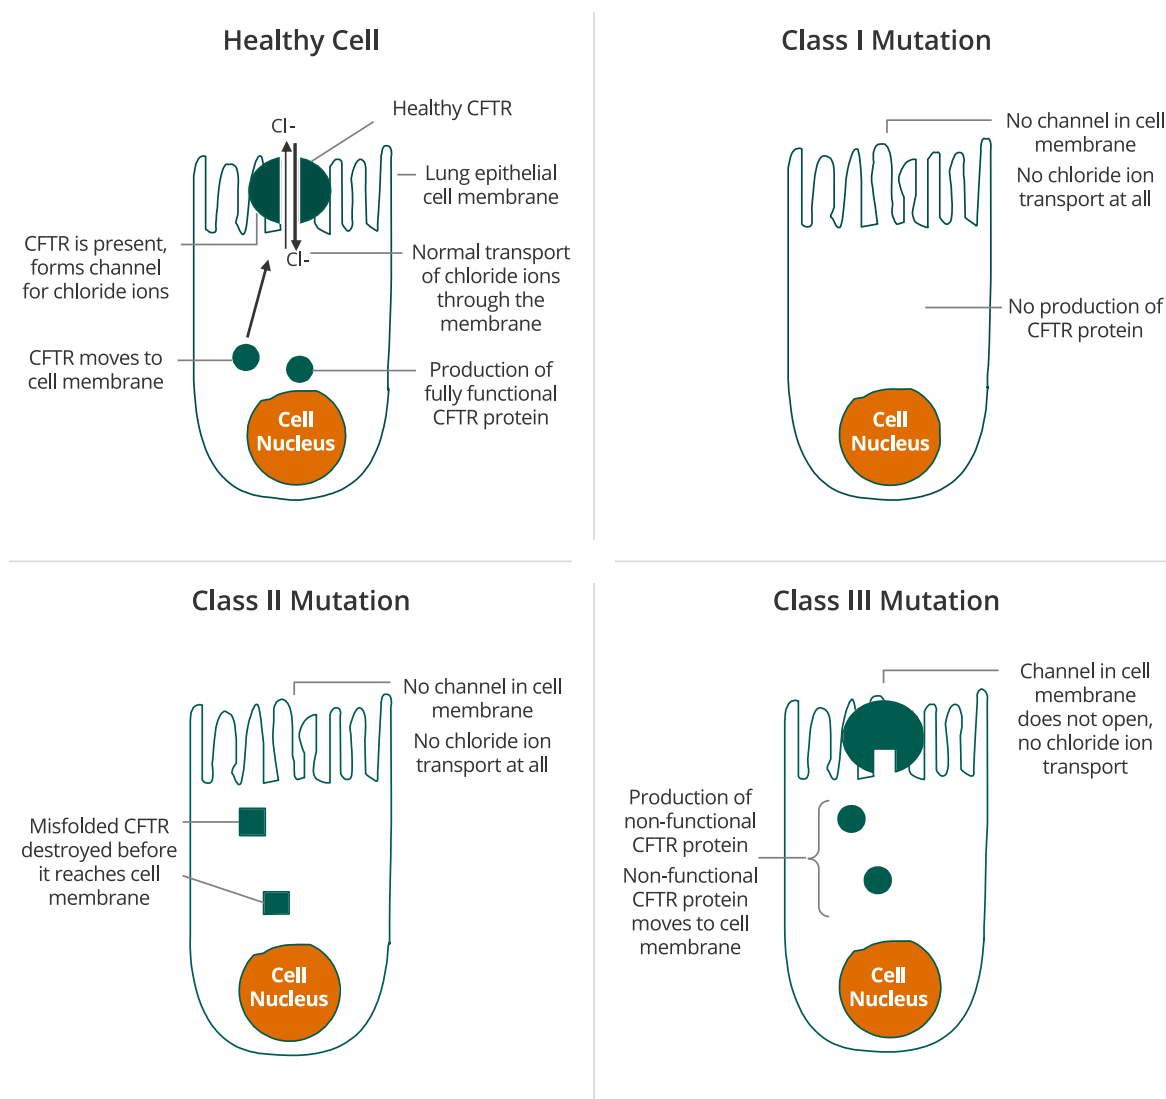 Healthy Cell
Cl-
Healthy CFTR
Lung epithelial
cell membrane
CFTR is present,
forms channel
for chloride ions
Cl-
Normal transport
of chloride ions
through the
membrane
CFTR moves to
cell membrane
Production of
fully functional
CFTR protein
Cell
Nucleus
Class I Mutation
No channel in cell
membrane
No chloride ion
transport at all
No production of
CFTR protein
Cell
Nucleus
Class II Mutation
No channel in cell
membrane
No chloride ion
transport at all
Misfolded CFTR
destroyed before
it reaches cell
membrane
Cell
Nucleus
Class III Mutation
Channel in cell
membrane
does not open,
no chloride ion
transport
Production of
non-functional
CFTR protein
Non-functional
CFTR protein
moves to cell
membrane
Cell
Nucleus